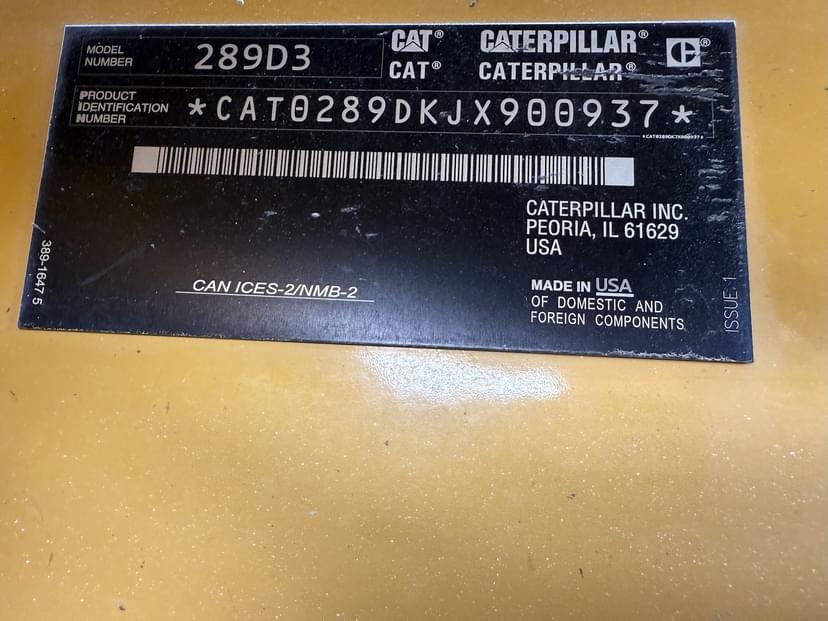 MODEL NUMBER 289D3
CAT® CATERPILLAR® C®
CAT® CATERPILLAR®
PRODUCT IDENTIFICATION NUMBER *CAT0289DKJX900937*
*CAT0289DKJX900937*
CATERPILLAR INC.
PEORIA, IL 61629
USA
389-1647 5
CAN ICES-2/NMB-2
MADE IN USA
OF DOMESTIC AND
FOREIGN COMPONENTS
ISSUE 1